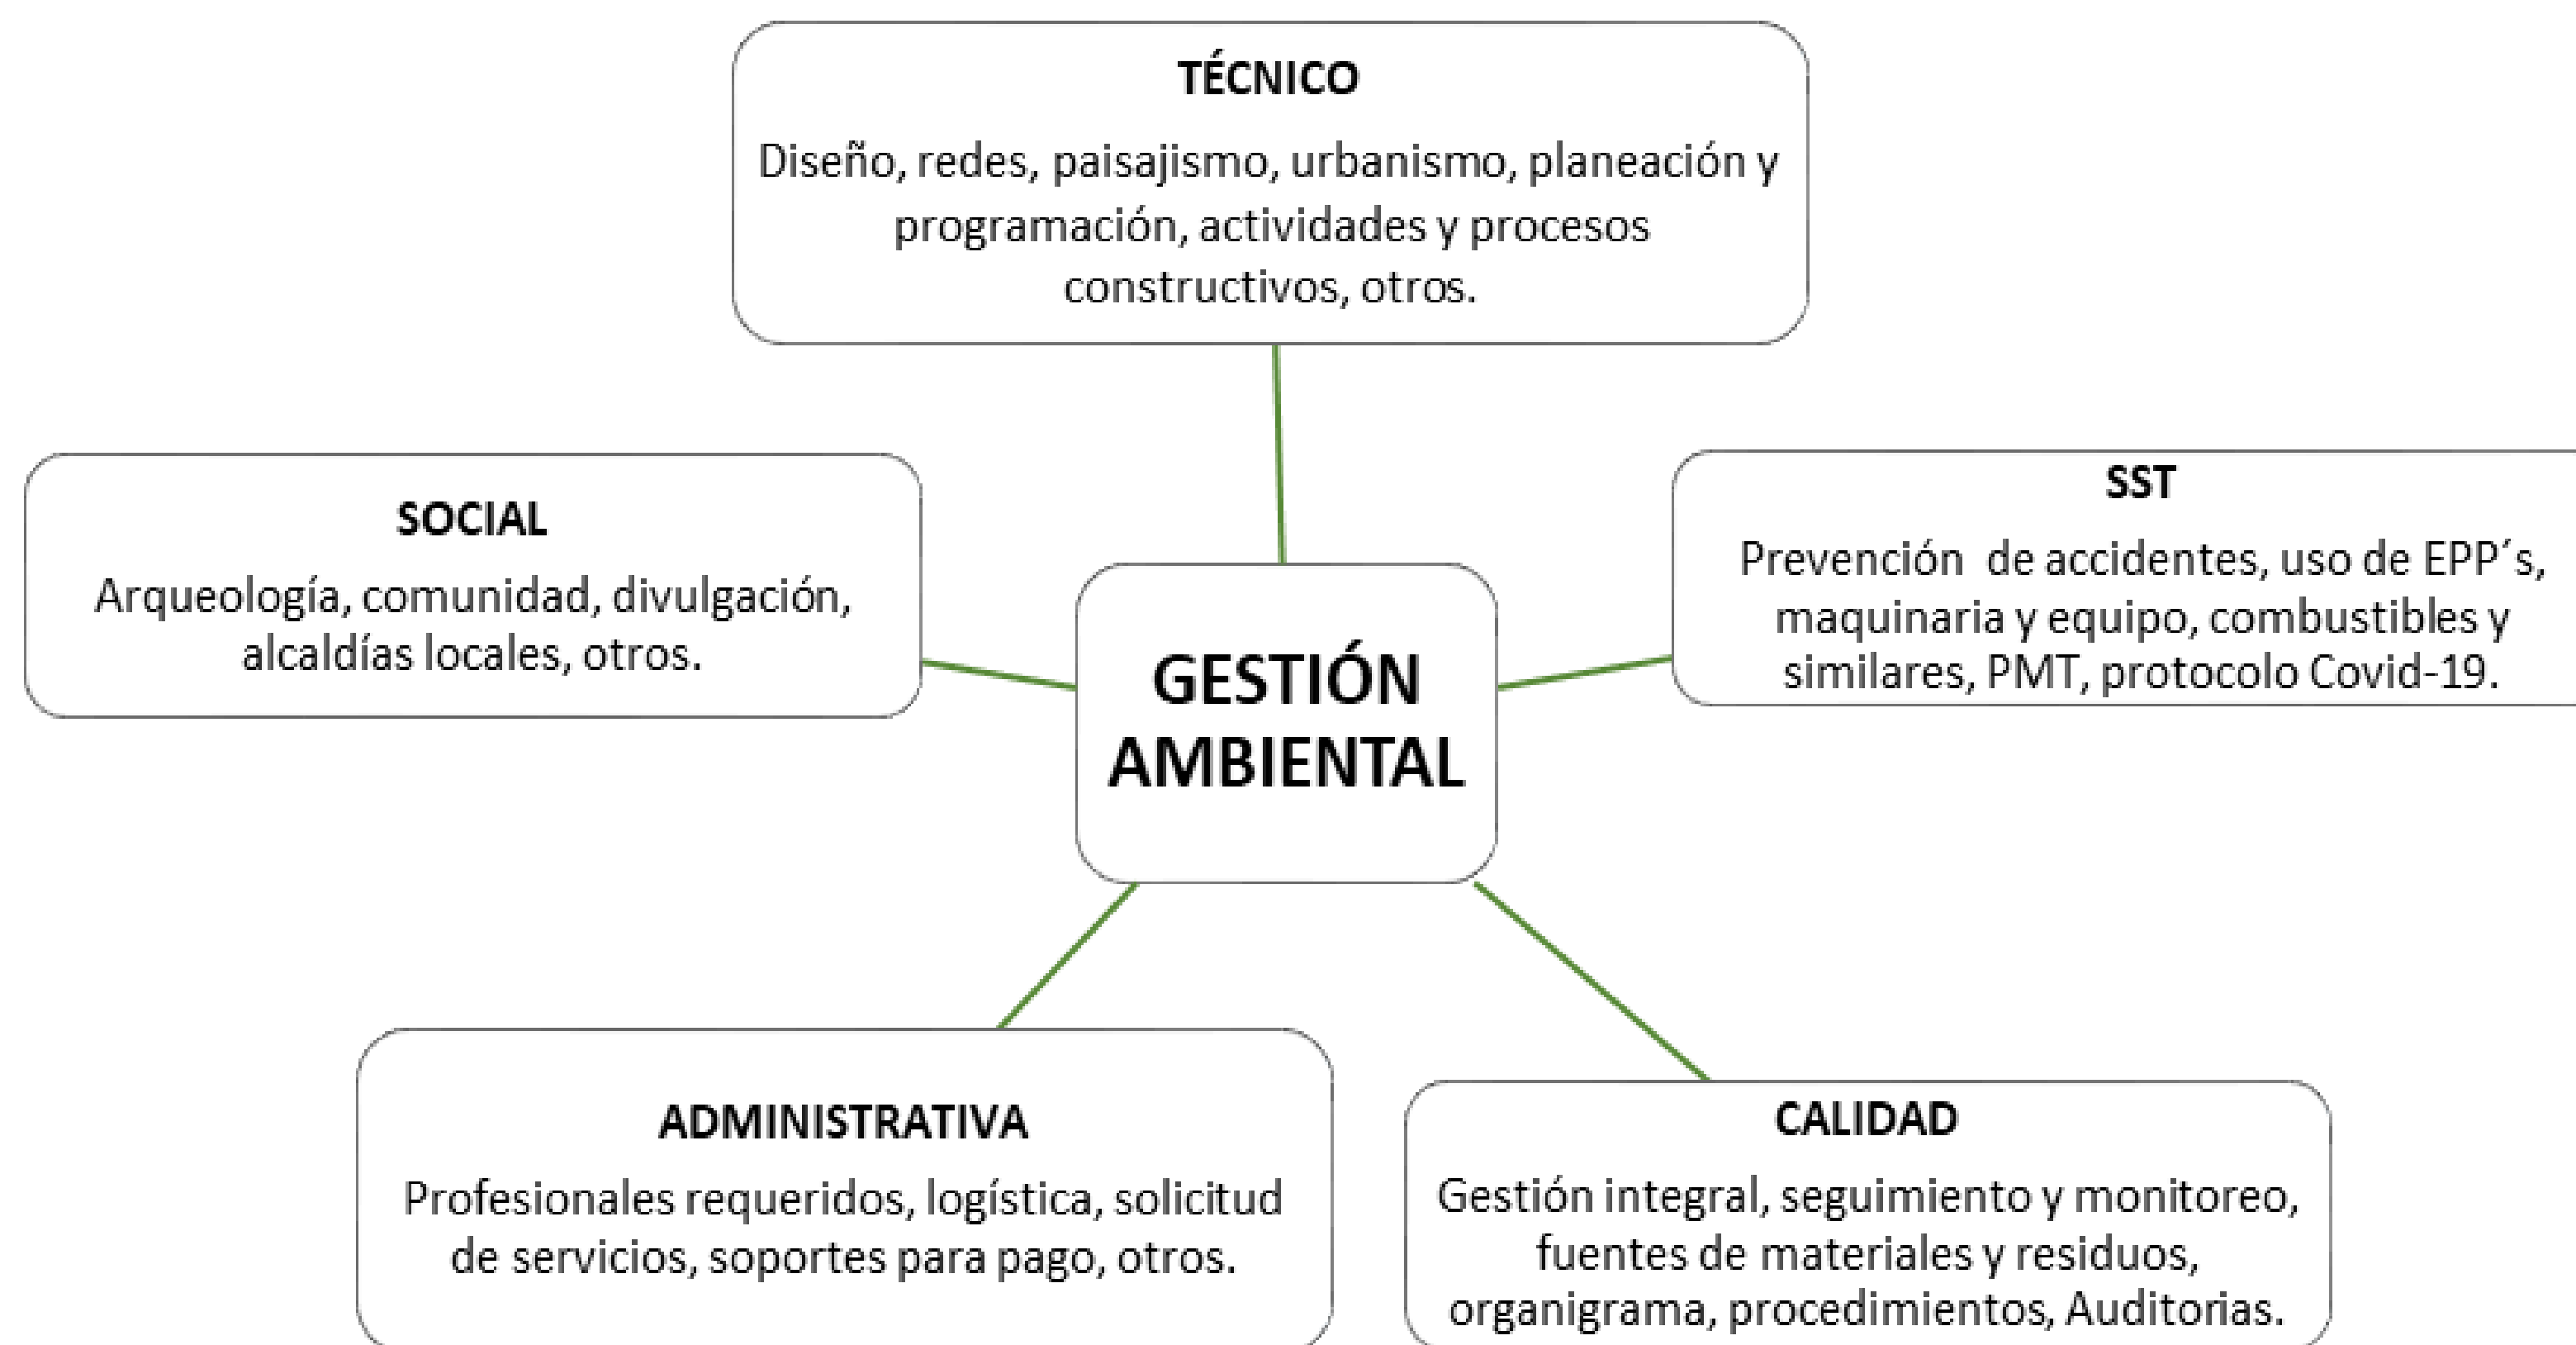 TÉCNICO
Diseño, redes, paisajismo, urbanismo, planeación y
programación, actividades y procesos
constructivos, otros.
SOCIAL
Arqueología, comunidad, divulgación,
alcaldías locales, otros.
SST
Prevención  de accidentes, uso de EPP´s,
maquinaria y equipo, combustibles y
similares, PMT, protocolo Covid-19.
GESTIÓN
AMBIENTAL
ADMINISTRATIVA
Profesionales requeridos, logística, solicitud
de servicios, soportes para pago, otros.
CALIDAD
Gestión integral, seguimiento y monitoreo,
fuentes de materiales y residuos,
organigrama, procedimientos, Auditorias.